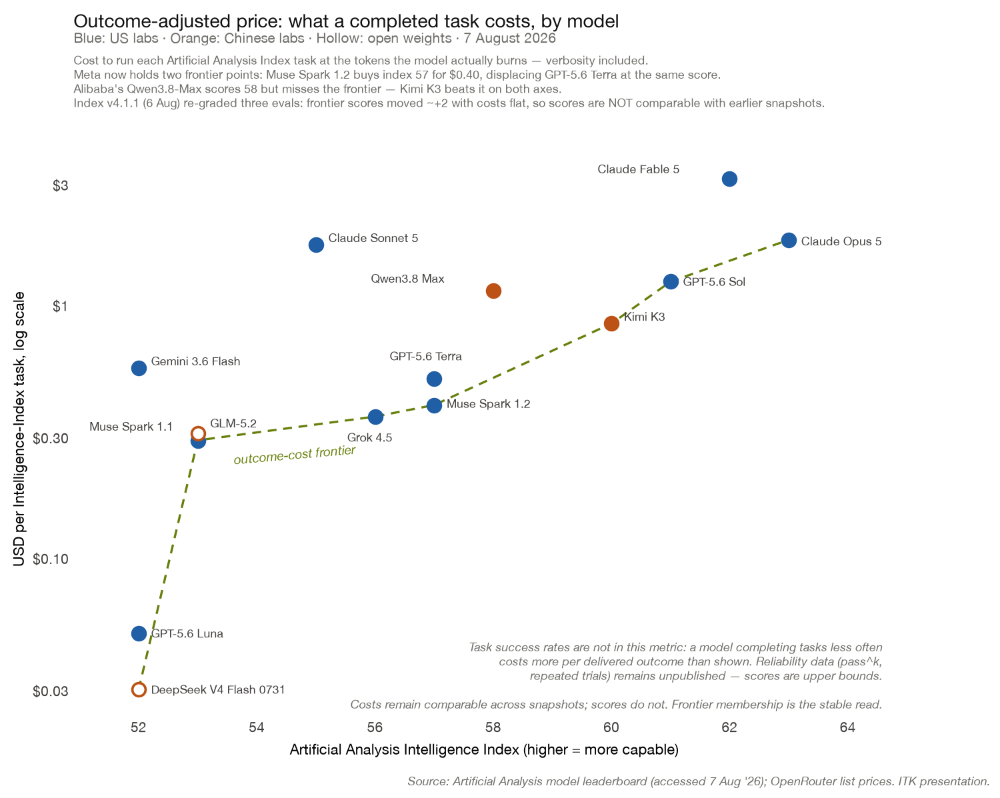 Outcome-adjusted price: what a completed task costs, by model
Blue: US labs · Orange: Chinese labs · Hollow: open weights · 7 August 2026
Cost to run each Artificial Analysis Index task at the tokens the model actually burns — verbosity included.
Meta now holds two frontier points: Muse Spark 1.2 buys index 57 for $0.40, displacing GPT-5.6 Terra at the same score.
Alibaba's Qwen3.8-Max scores 58 but misses the frontier — Kimi K3 beats it on both axes.
Index v4.1.1 (6 Aug) re-graded three evals: frontier scores moved ~+2 with costs flat, so scores are NOT comparable with earlier snapshots.
Claude Fable 5
$3
Claude Sonnet 5
Claude Opus 5
Qwen3.8 Max
GPT-5.6 Sol
$1
Kimi K3
GPT-5.6 Terra
Gemini 3.6 Flash
Muse Spark 1.2
Muse Spark 1.1
GLM-5.2
Grok 4.5
$0.30
outcome-cost frontier
USD per Intelligence-Index task, log scale
$0.10
GPT-5.6 Luna
Task success rates are not in this metric: a model completing tasks less often
costs more per delivered outcome than shown. Reliability data (pass^k,
repeated trials) remains unpublished — scores are upper bounds.
$0.03
DeepSeek V4 Flash 0731
Costs remain comparable across snapshots; scores do not. Frontier membership is the stable read.
52 54 56 58 60 62 64
Artificial Analysis Intelligence Index (higher = more capable)
Source: Artificial Analysis model leaderboard (accessed 7 Aug '26); OpenRouter list prices. ITK presentation.